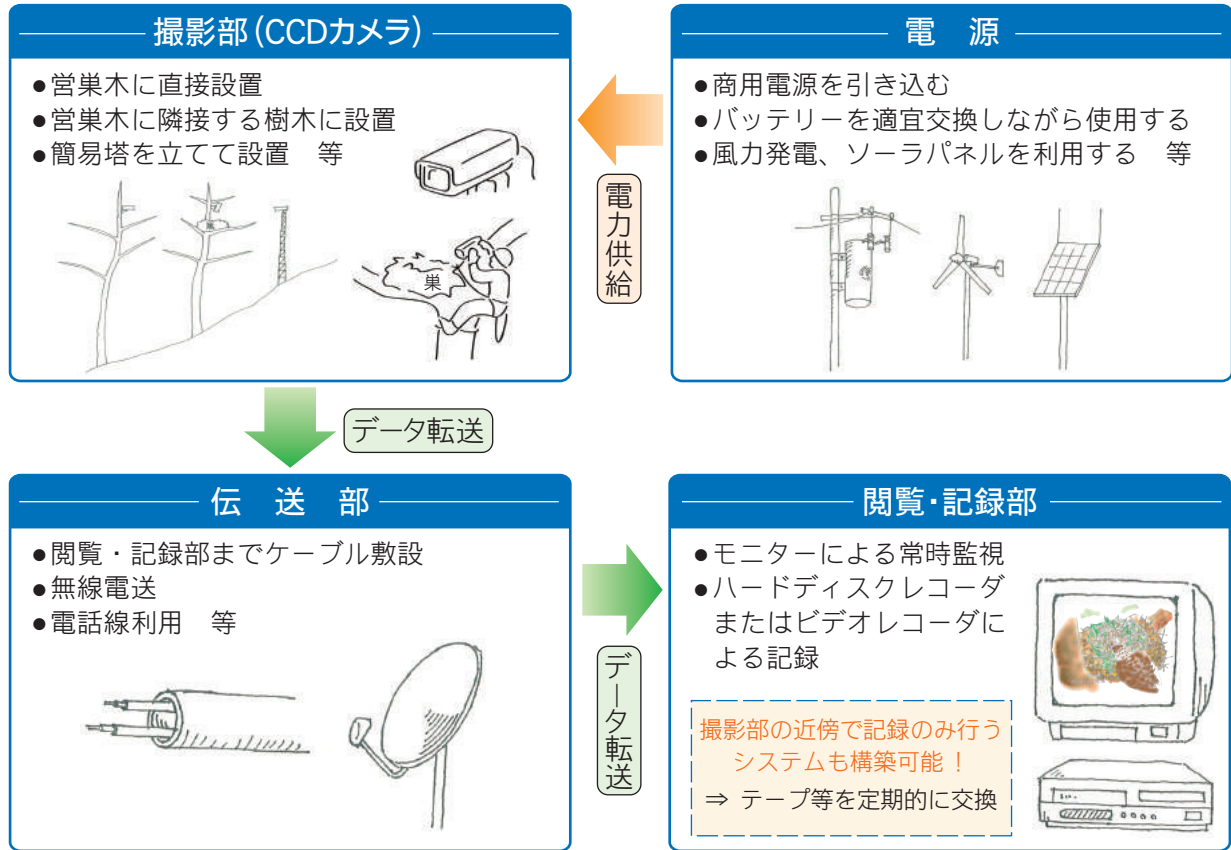 撮影部(CCDカメラ)
●営巣木に直接設置
●営巣木に隣接する樹木に設置
●簡易塔を立てて設置　等
巣
電　源
●商用電源を引き込む
●バッテリーを適宜交換しながら使用する
●風力発電、ソーラパネルを利用する　等
電力供給
データ転送
伝　送　部
●閲覧・記録部までケーブル敷設
●無線電送
●電話線利用　等
データ転送
閲覧・記録部
●モニターによる常時監視
●ハードディスクレコーダ
またはビデオレコーダに
よる記録
撮影部の近傍で記録のみ行う
システムも構築可能！
⇒ テープ等を定期的に交換